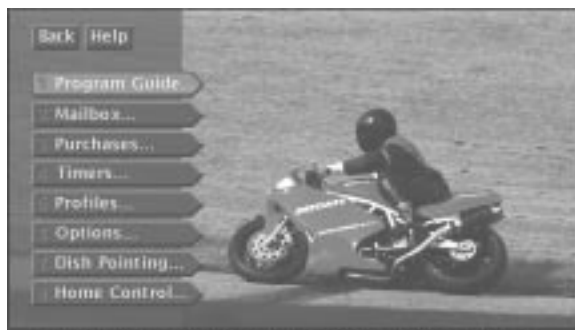 Back Help
Program Guide
Mailbox...
Purchases...
Timers...
Profiles...
Options...
Dish Pointing...
Home Control...